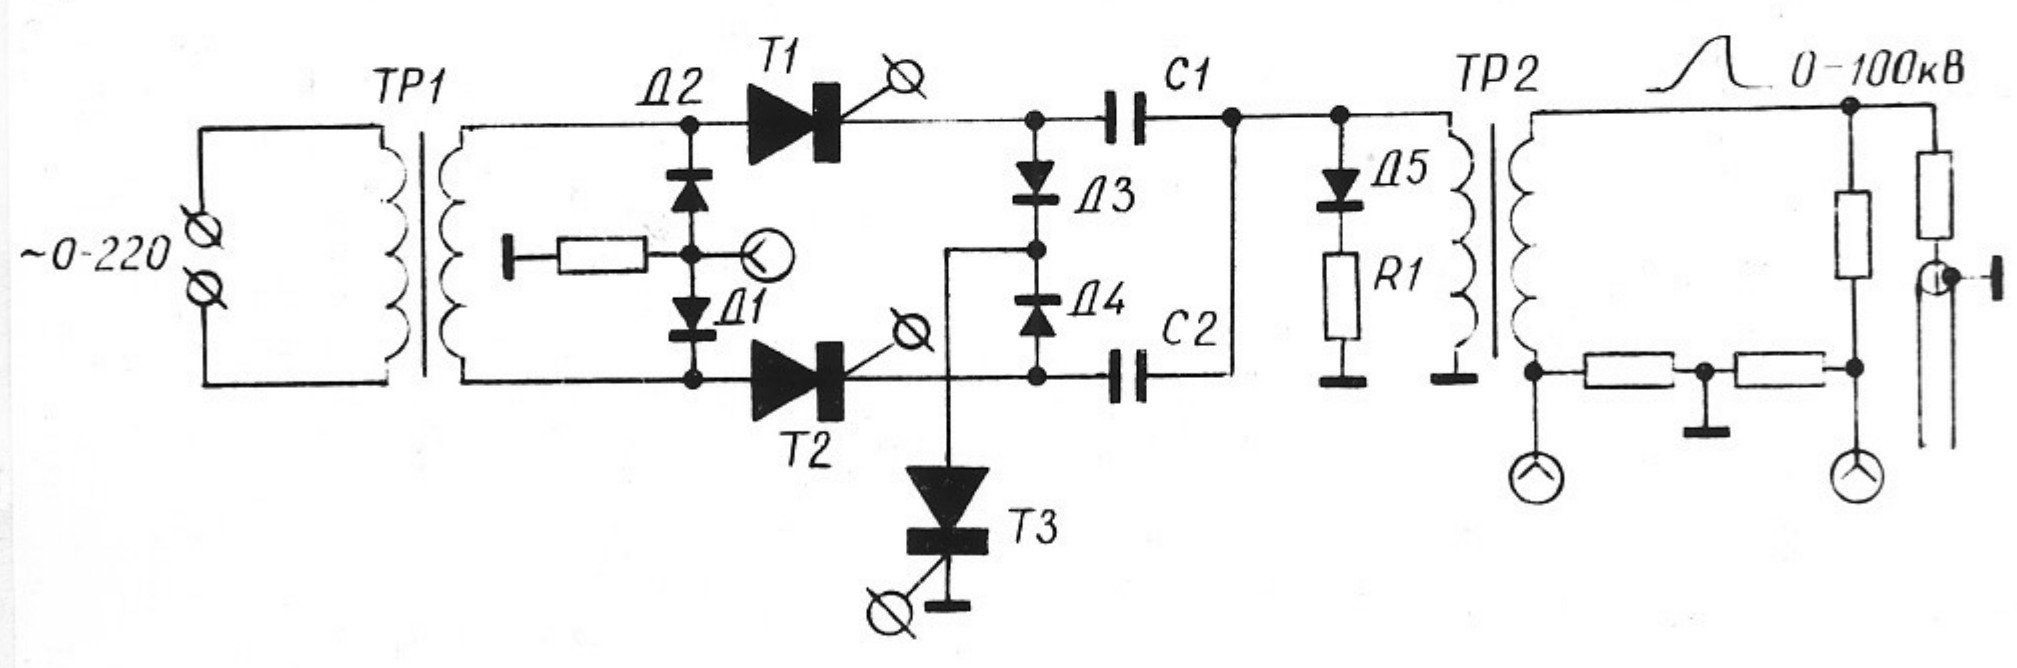 ТР1
Д2
Т1
С1
ТР2
0-100кВ
~0-220
Д3
Д5
Д1
Д4
R1
С2
Т2
Т3